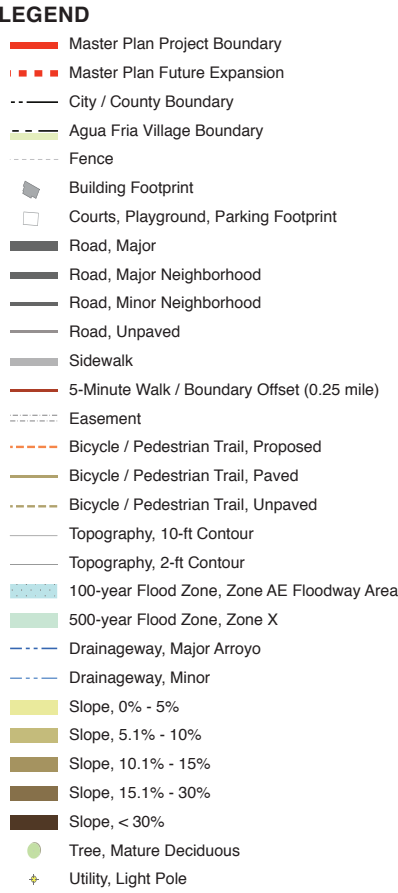 LEGEND
Master Plan Project Boundary
Master Plan Future Expansion
City / County Boundary
Agua Fria Village Boundary
Fence
Building Footprint
Courts, Playground, Parking Footprint
Road, Major
Road, Major Neighborhood
Road, Minor Neighborhood
Road, Unpaved
Sidewalk
5-Minute Walk / Boundary Offset (0.25 mile)
Easement
Bicycle / Pedestrian Trail, Proposed
Bicycle / Pedestrian Trail, Paved
Bicycle / Pedestrian Trail, Unpaved
Topography, 10-ft Contour
Topography, 2-ft Contour
100-year Flood Zone, Zone AE Floodway Area
500-year Flood Zone, Zone X
Drainageway, Major Arroyo
Drainageway, Minor
Slope, 0% - 5%
Slope, 5.1% - 10%
Slope, 10.1% - 15%
Slope, 15.1% - 30%
Slope, < 30%
Tree, Mature Deciduous
Utility, Light Pole